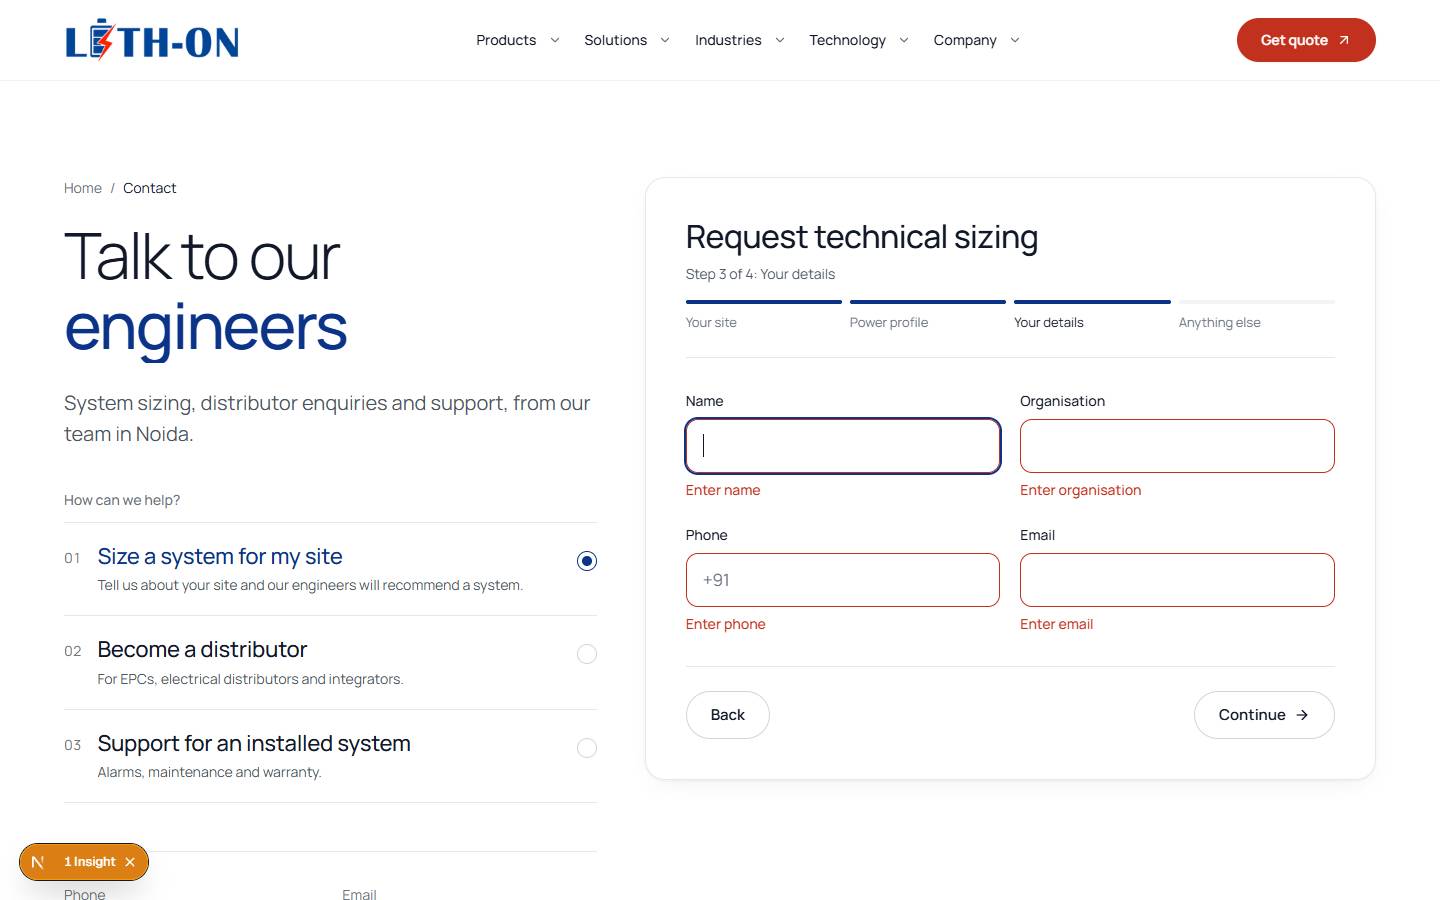 LITH-ON
Products
Solutions
Industries
Technology
Company
Get quote
Home / Contact
Talk to our
engineers
System sizing, distributor enquiries and support, from our
team in Noida.
How can we help?
01 Size a system for my site
Tell us about your site and our engineers will recommend a system.
02 Become a distributor
For EPCs, electrical distributors and integrators.
03 Support for an installed system
Alarms, maintenance and warranty.
Phone
Email
Request technical sizing
Step 3 of 4: Your details
Your site
Power profile
Your details
Anything else
Name
Organisation
Enter name
Enter organisation
Phone
Email
+91
Enter phone
Enter email
Back
Continue
N 1 Insight